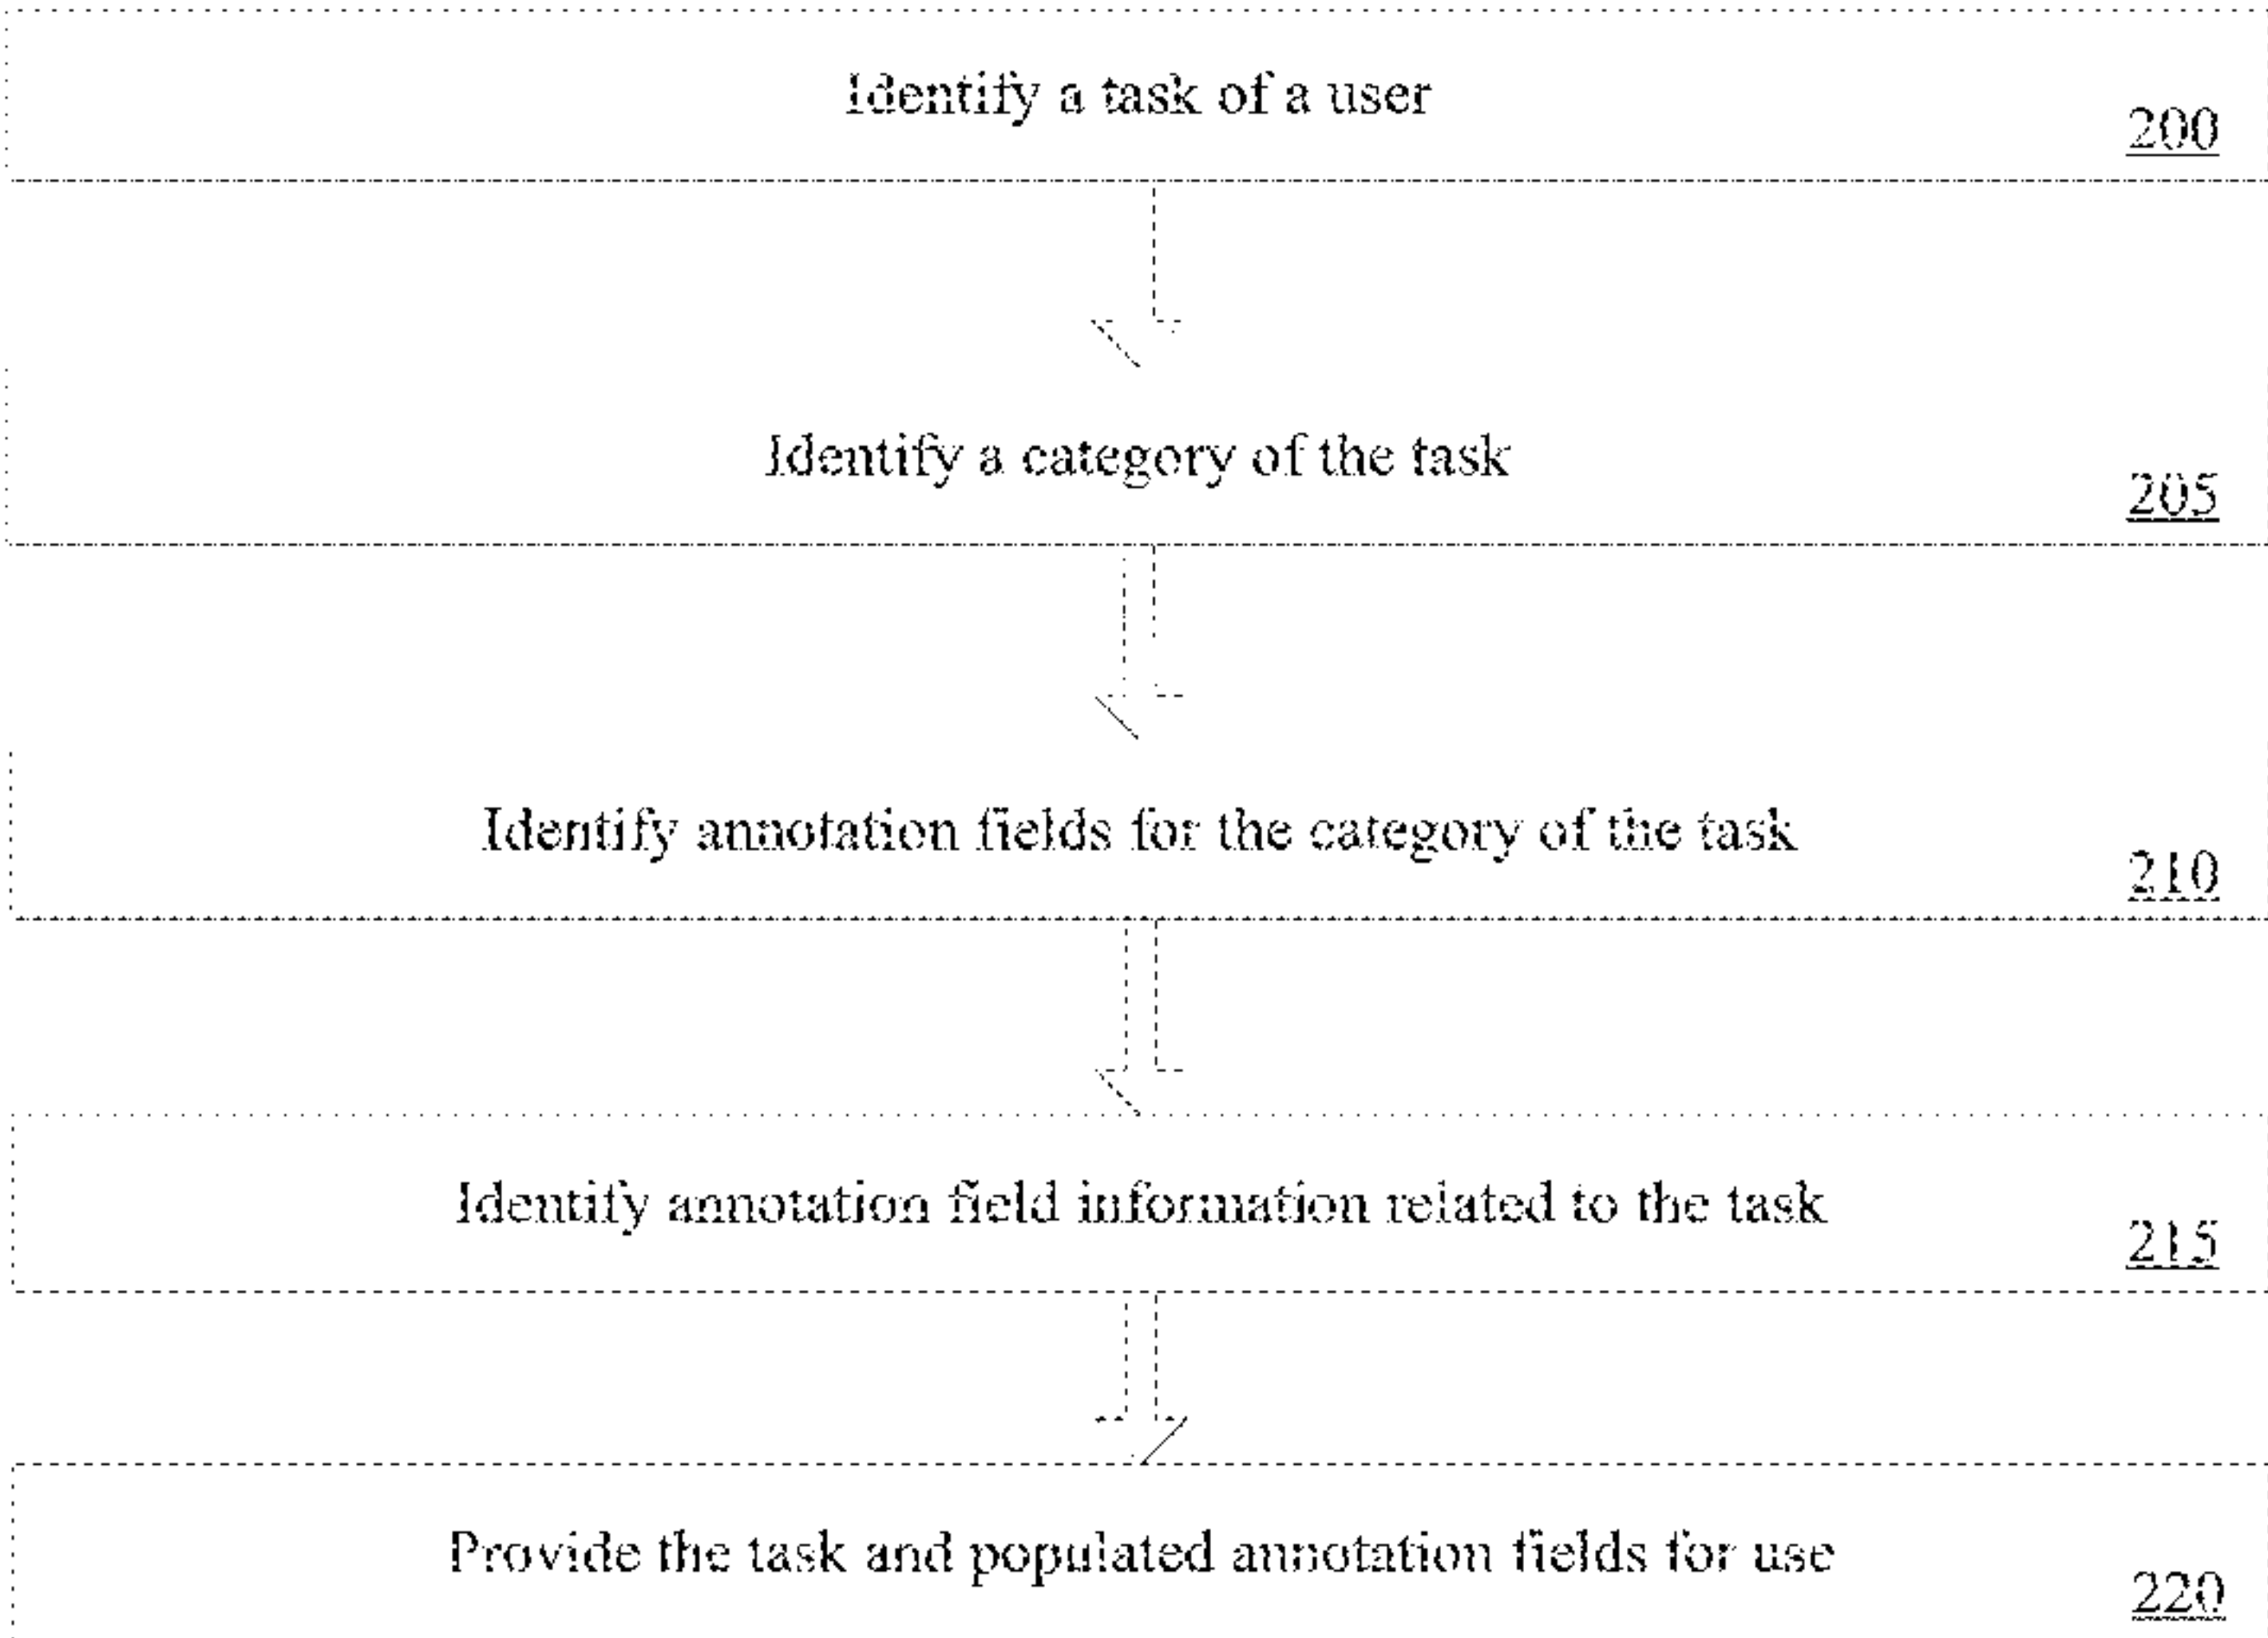 Identify a task of a user
200
Identify a category of the task
205
Identify annotation fields for the category of the task
210
Identify annotation field information related to the task
215
Provide the task and populated annotation fields for use
220